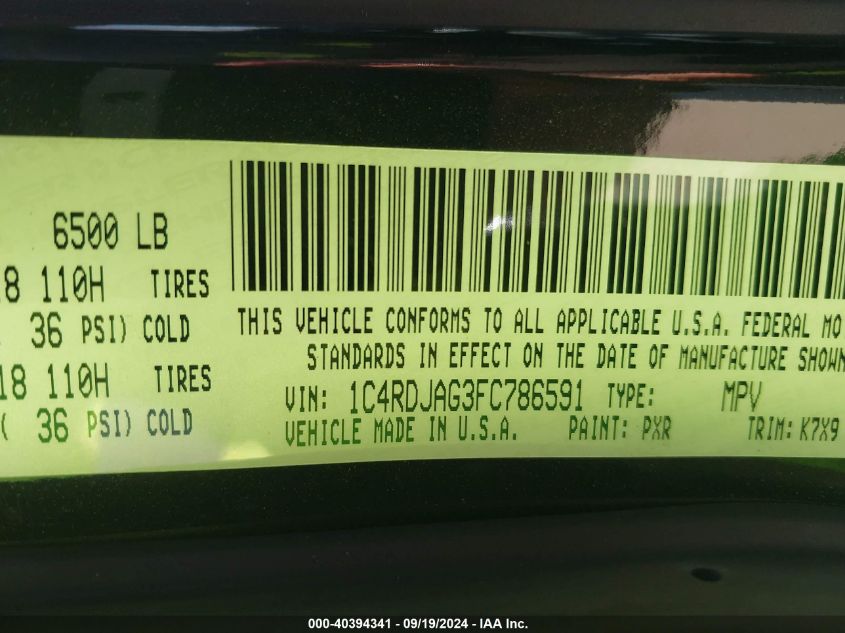 6500 LB
18 110H TIRES
36 PSI) COLD
18 110H TIRES
( 36 PSI) COLD
THIS VEHICLE CONFORMS TO ALL APPLICABLE U.S.A. FEDERAL MO
STANDARDS IN EFFECT ON THE DATE OF MANUFACTURE SHOWN
VIN: 1C4RDJAG3FC786591 TYPE: MPV
VEHICLE MADE IN U.S.A. PAINT: PXR TRIM: K7X9
000-40394341 - 09/19/2024 - IAA Inc.